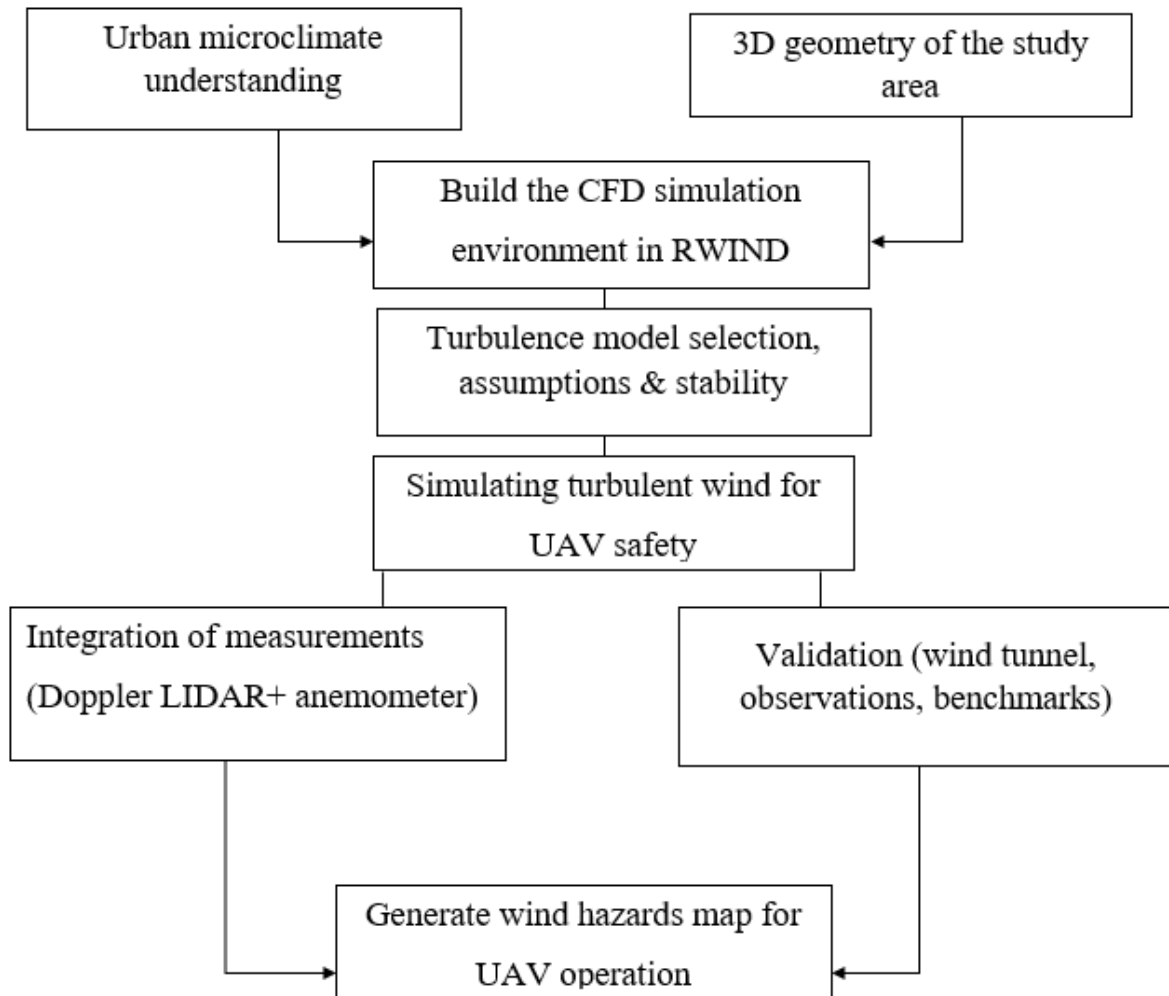 Urban microclimate
understanding
3D geometry of the study
area
Build the CFD simulation
environment in RWIND
Turbulence model selection,
assumptions & stability
Simulating turbulent wind for
UAV safety
Integration of measurements
(Doppler LIDAR+ anemometer)
Validation (wind tunnel,
observations, benchmarks)
Generate wind hazards map for
UAV operation